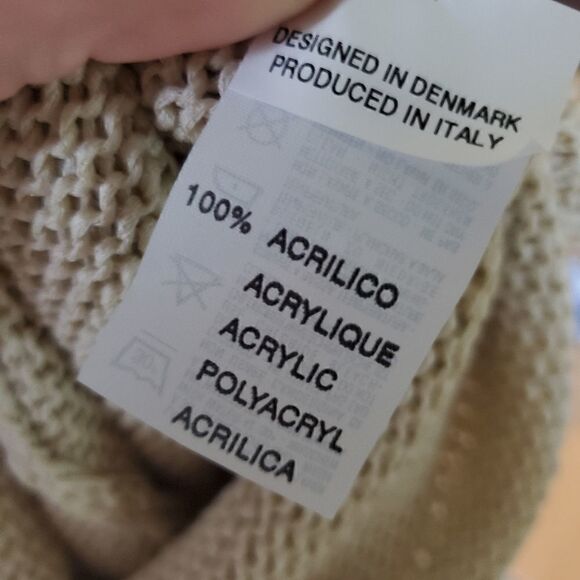 DESIGNED IN DENMARK
PRODUCED IN ITALY
100% ACRILICO
ACRYLIQUE
ACRYLIC
POLYACRYL
ACRILICA